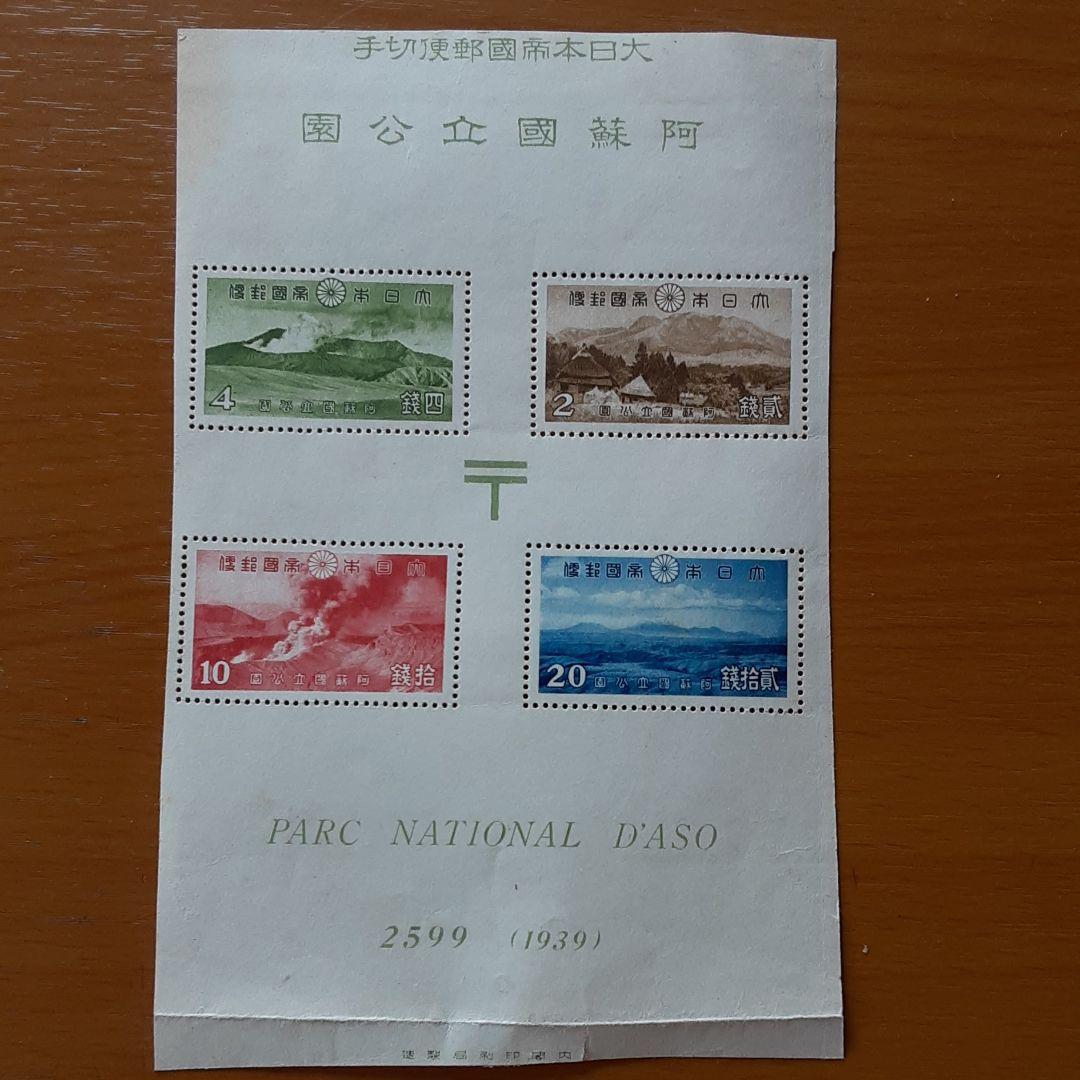 大日本帝國郵便切手
阿蘇國立公園
大日本帝國郵便
貳錢 阿蘇國立公園 2
大日本帝國郵便
四錢 阿蘇國立公園 4
〒
大日本帝國郵便
貳拾錢 阿蘇國立公園 20
大日本帝國郵便
拾錢 阿蘇國立公園 10
PARC NATIONAL D'ASO
2599 (1939)
內閣印刷局製造